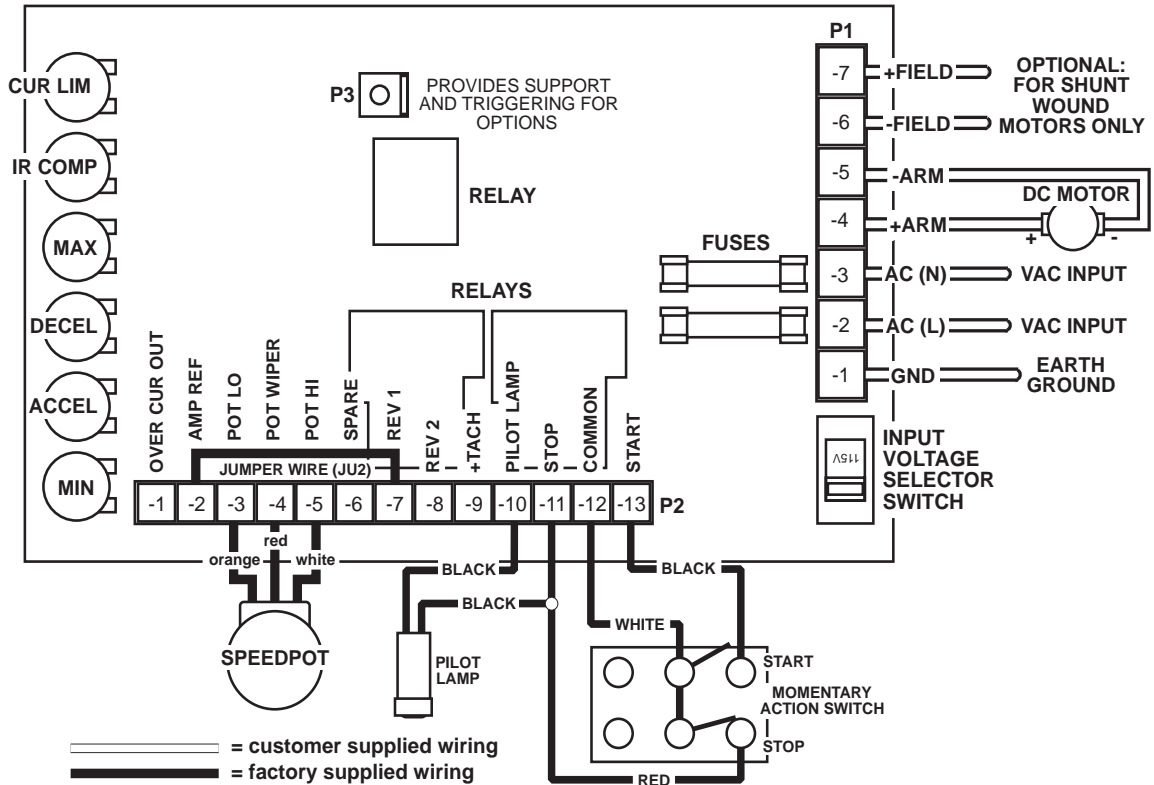 P1
CUR LIM
IR COMP
MAX
DECEL
ACCEL
MIN
P3
PROVIDES SUPPORT
AND TRIGGERING FOR
OPTIONS
RELAY
FUSES
RELAYS
-7
+FIELD
-6
-FIELD
-5
-ARM
-4
+ARM
-3
AC (N)
VAC INPUT
-2
AC (L)
VAC INPUT
-1
GND
EARTH
GROUND
OPTIONAL:
FOR SHUNT
WOUND
MOTORS ONLY
DC MOTOR
+
-
115V
INPUT
VOLTAGE
SELECTOR
SWITCH
OVER CUR OUT
AMP REF
POT LO
POT WIPER
POT HI
SPARE
REV 1
REV 2
+TACH
PILOT LAMP
STOP
COMMON
START
JUMPER WIRE (JU2)
-1 -2 -3 -4 -5 -6 -7 -8 -9 -10 -11 -12 -13
P2
orange
red
white
SPEEDPOT
BLACK
BLACK
BLACK
WHITE
PILOT
LAMP
START
MOMENTARY
ACTION SWITCH
STOP
RED
= customer supplied wiring
= factory supplied wiring